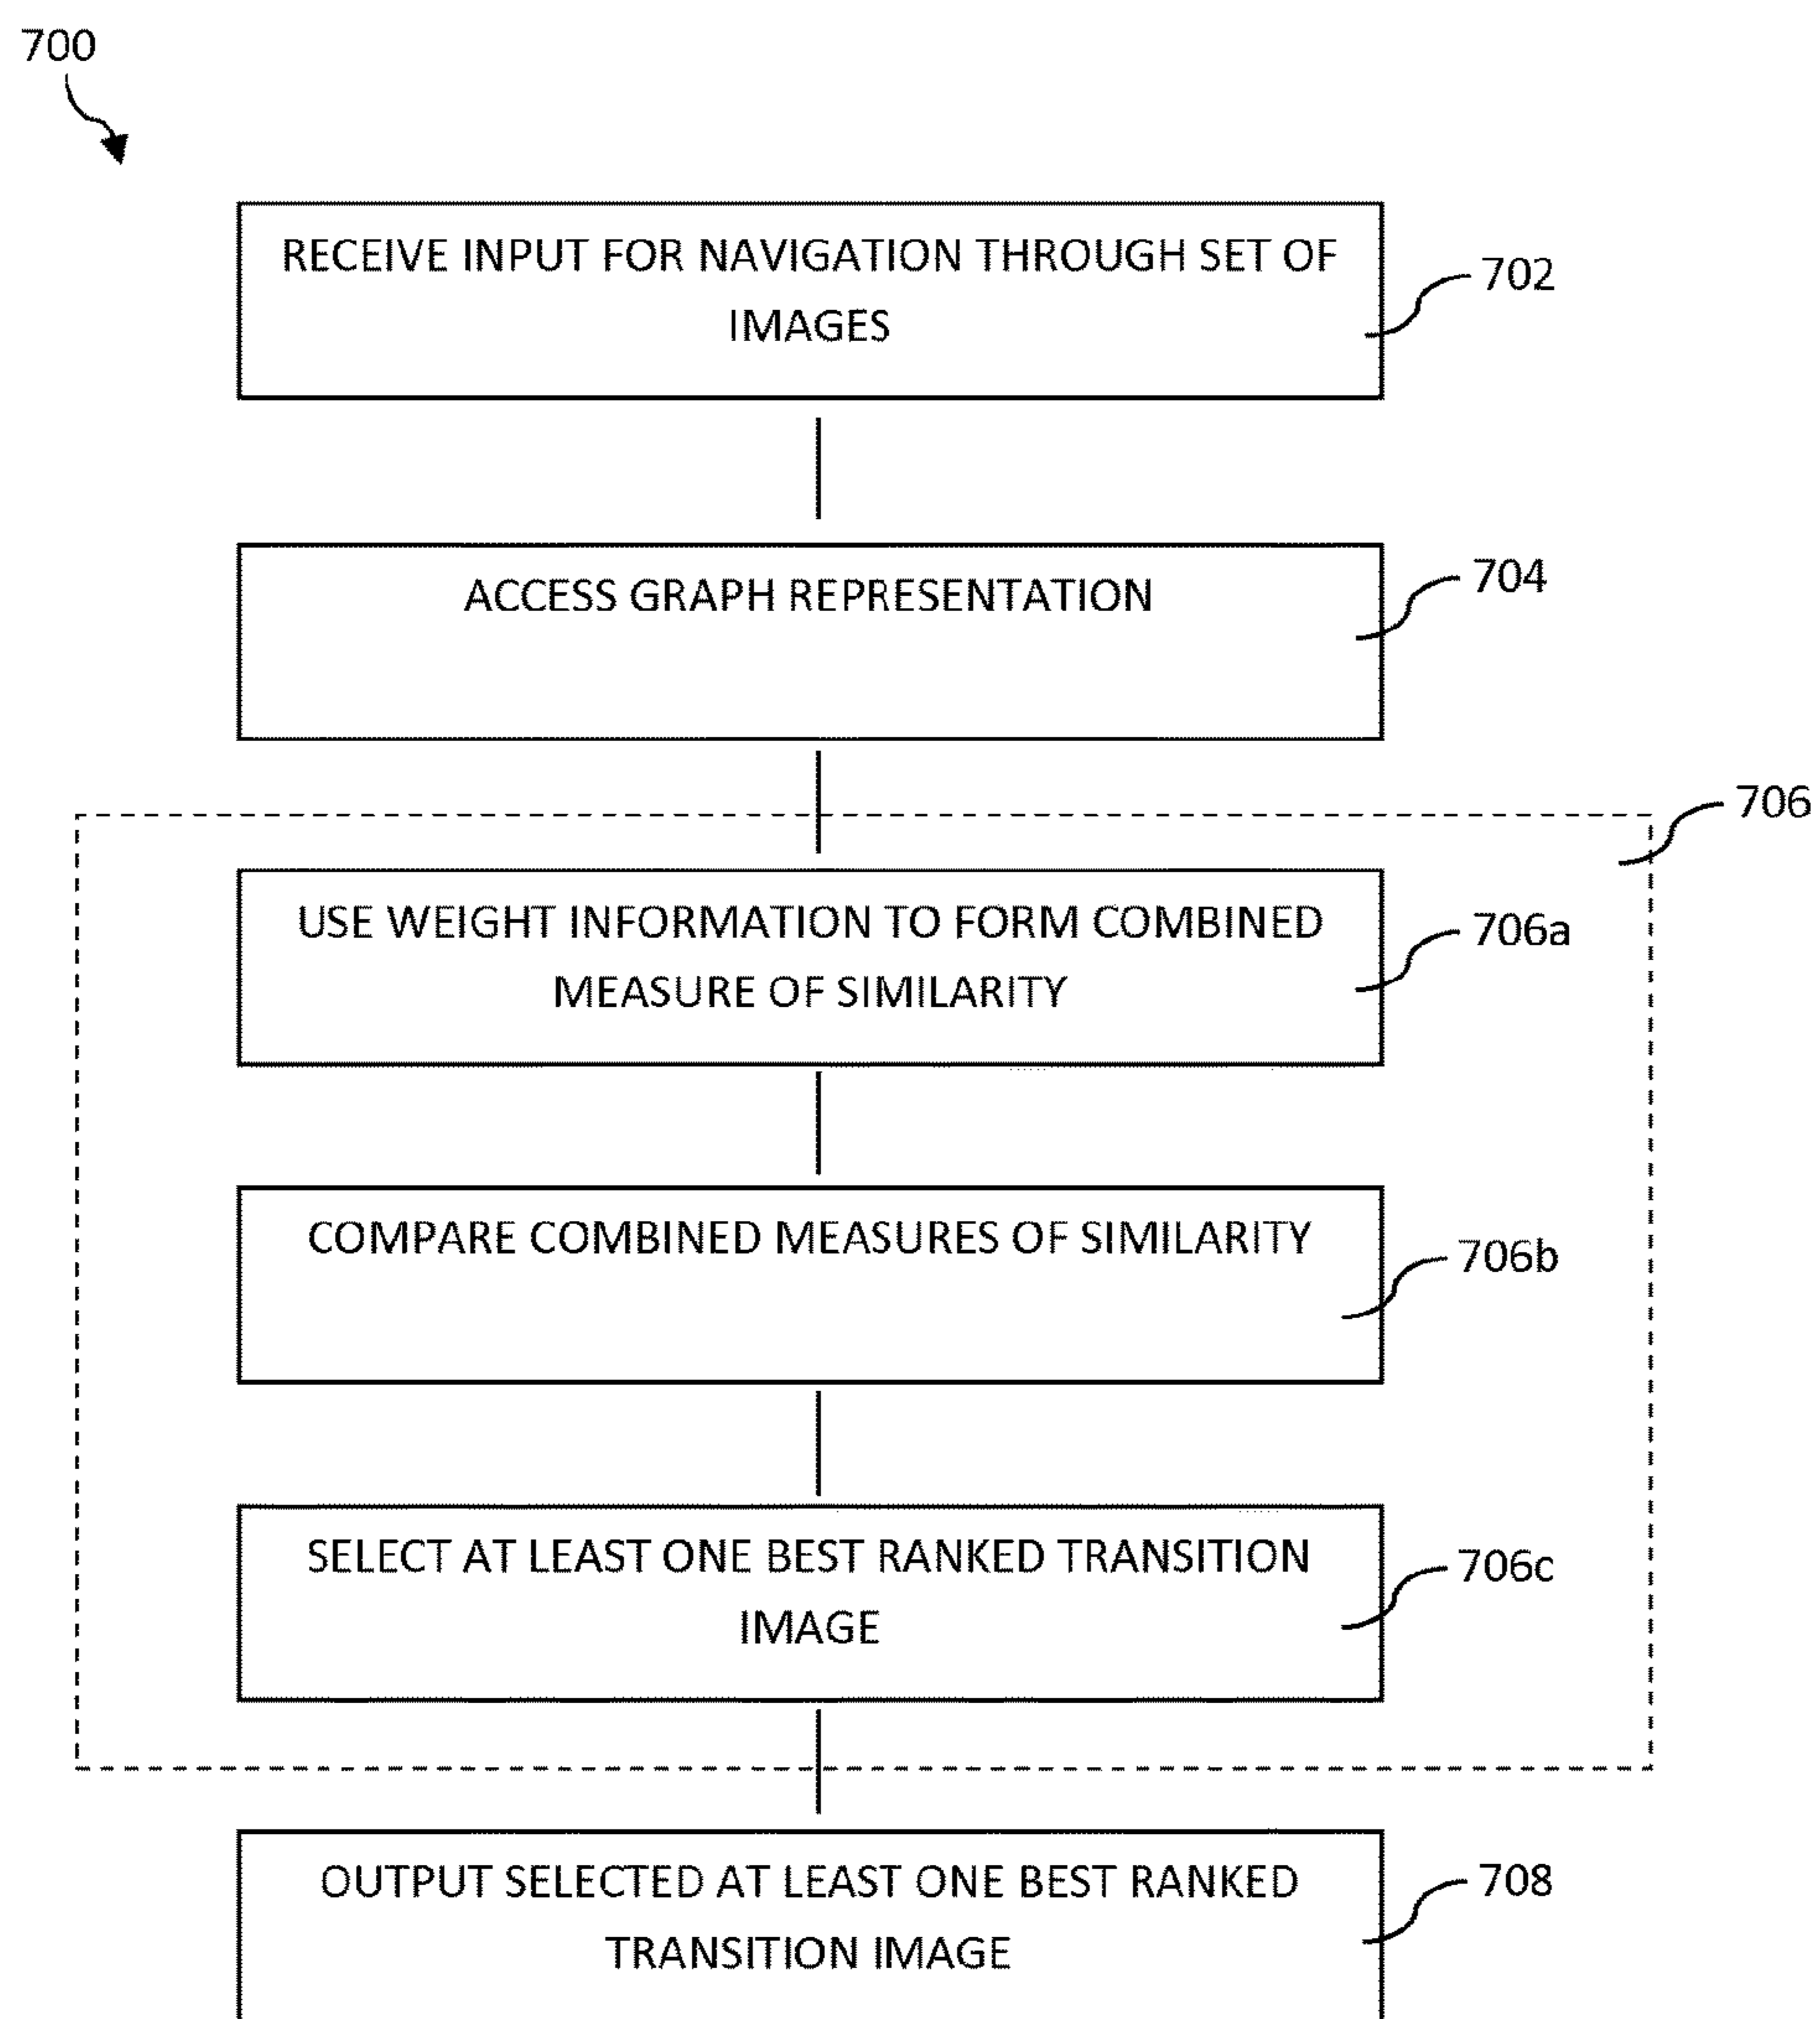 700
RECEIVE INPUT FOR NAVIGATION THROUGH SET OF
IMAGES
702
ACCESS GRAPH REPRESENTATION
704
706
USE WEIGHT INFORMATION TO FORM COMBINED
MEASURE OF SIMILARITY
706a
COMPARE COMBINED MEASURES OF SIMILARITY
706b
SELECT AT LEAST ONE BEST RANKED TRANSITION
IMAGE
706c
OUTPUT SELECTED AT LEAST ONE BEST RANKED
TRANSITION IMAGE
708